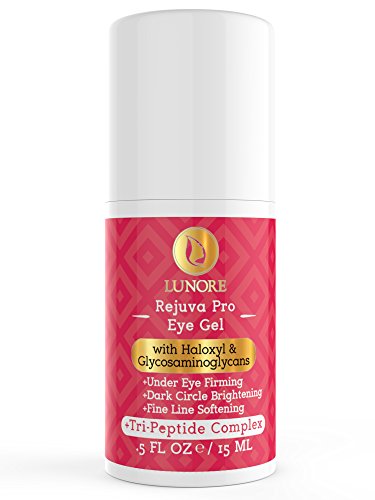 LUNORE
Rejuva Pro
Eye Gel
with Haloxyl &
Glycosaminoglycans
+Under Eye Firming
+Dark Circle Brightening
+Fine Line Softening
+Tri-Peptide Complex
.5 FL OZ℮/ 15 ML